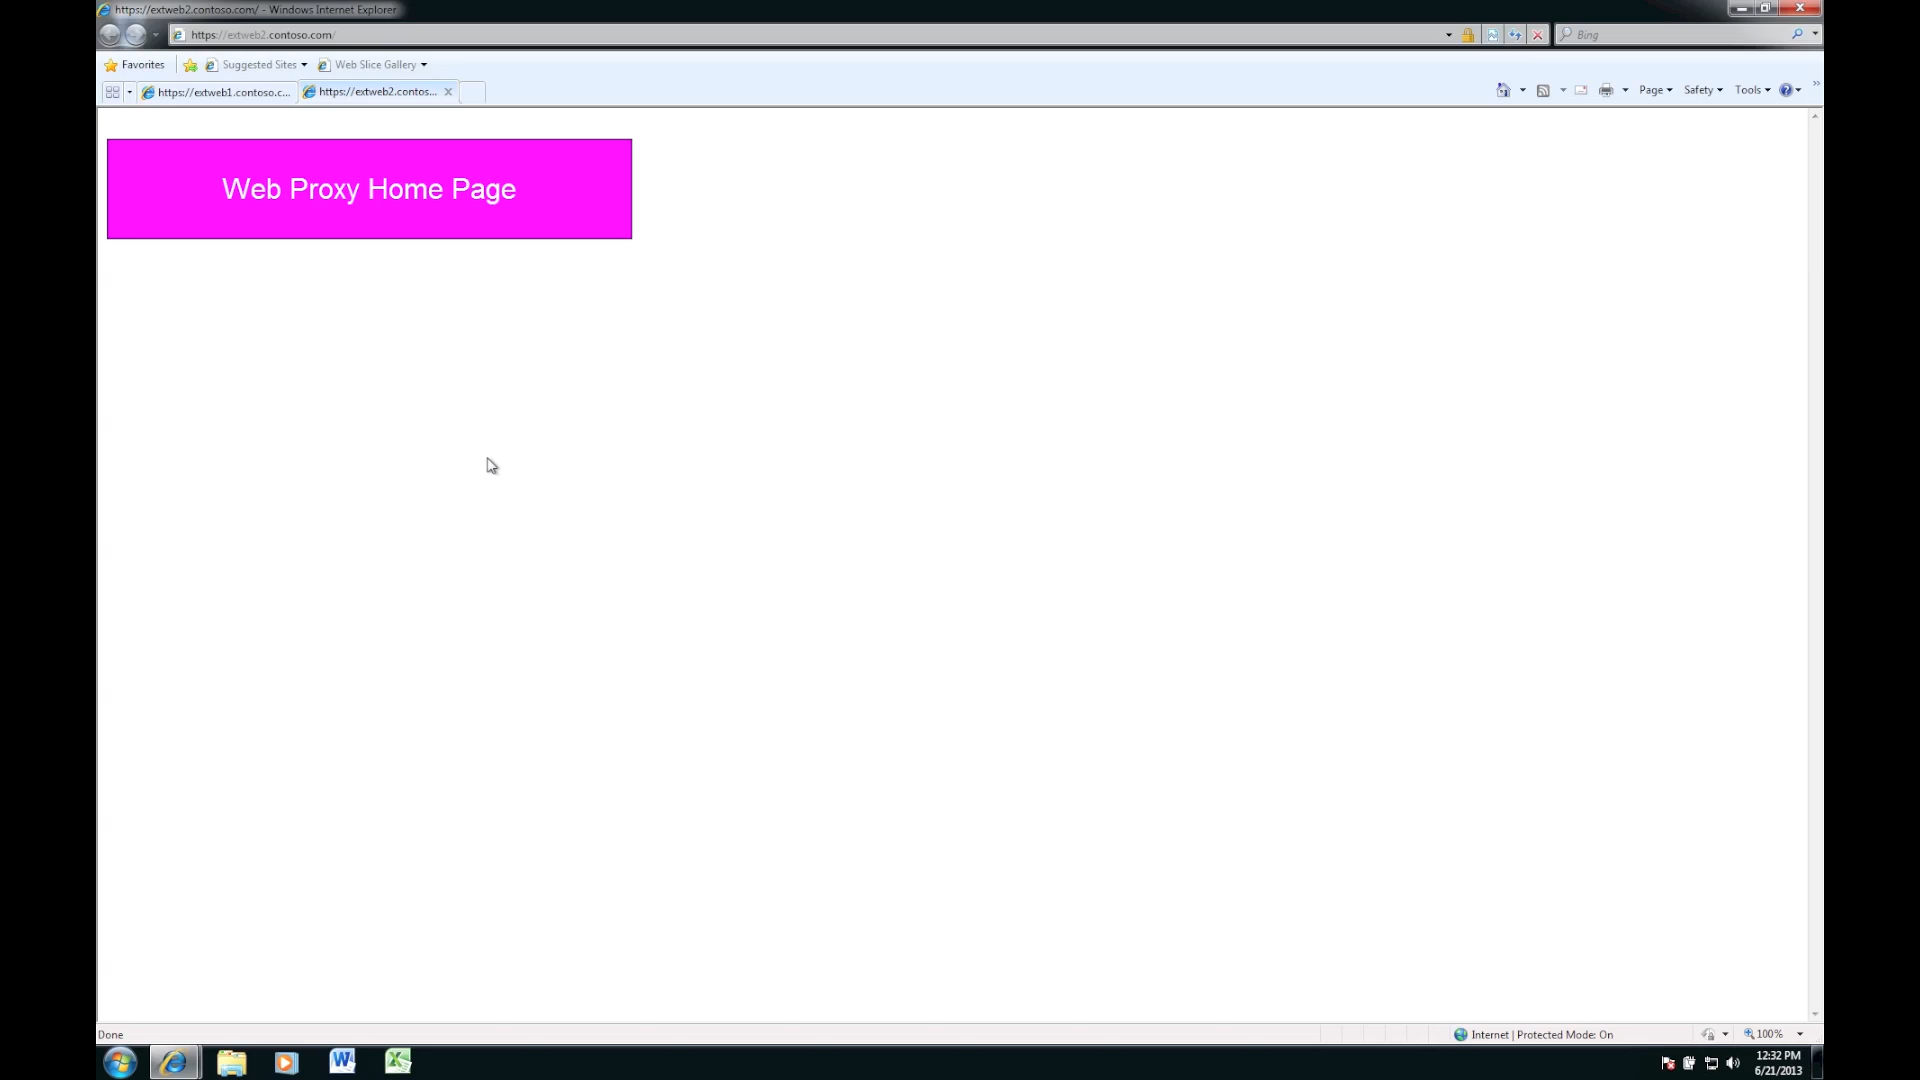 https://extweb2.contoso.com/ - Windows Internet Explorer
https://extweb2.contoso.com/
Bing
Favorites
Suggested Sites
Web Slice Gallery
https://extweb1.contoso.c...
https://extweb2.contos...
Page
Safety
Tools
Web Proxy Home Page
Done
Internet | Protected Mode: On
100%
12:32 PM
6/21/2013